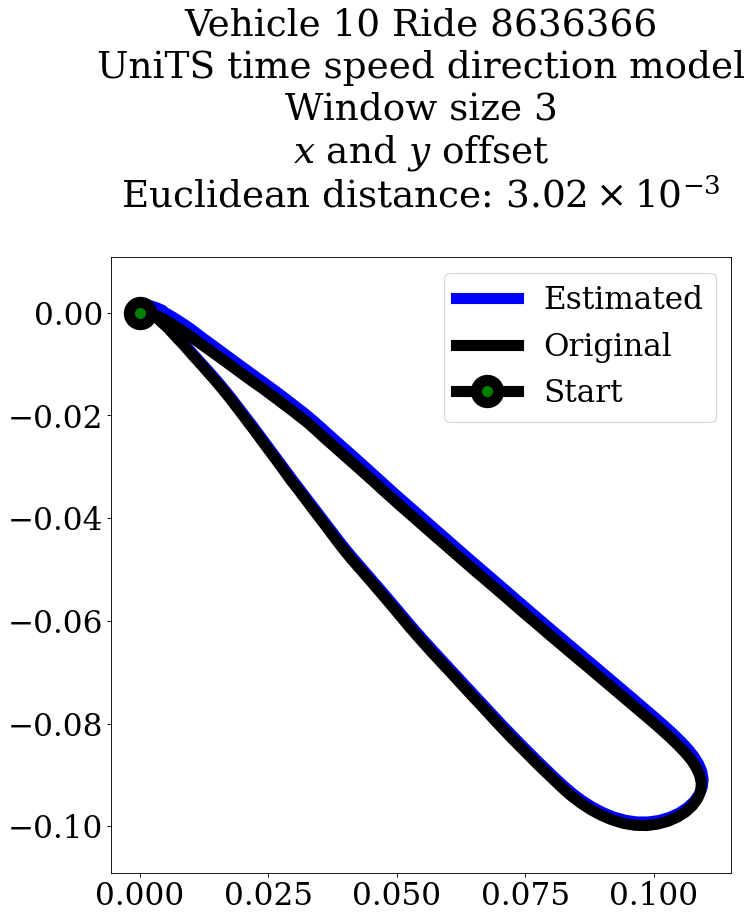 Vehicle 10 Ride 8636366
UniTS time speed direction model
Window size 3
x and y offset
Euclidean distance: 3.02 × 10⁻³
Estimated
Original
Start
0.00
−0.02
−0.04
−0.06
−0.08
−0.10
0.000 0.025 0.050 0.075 0.100